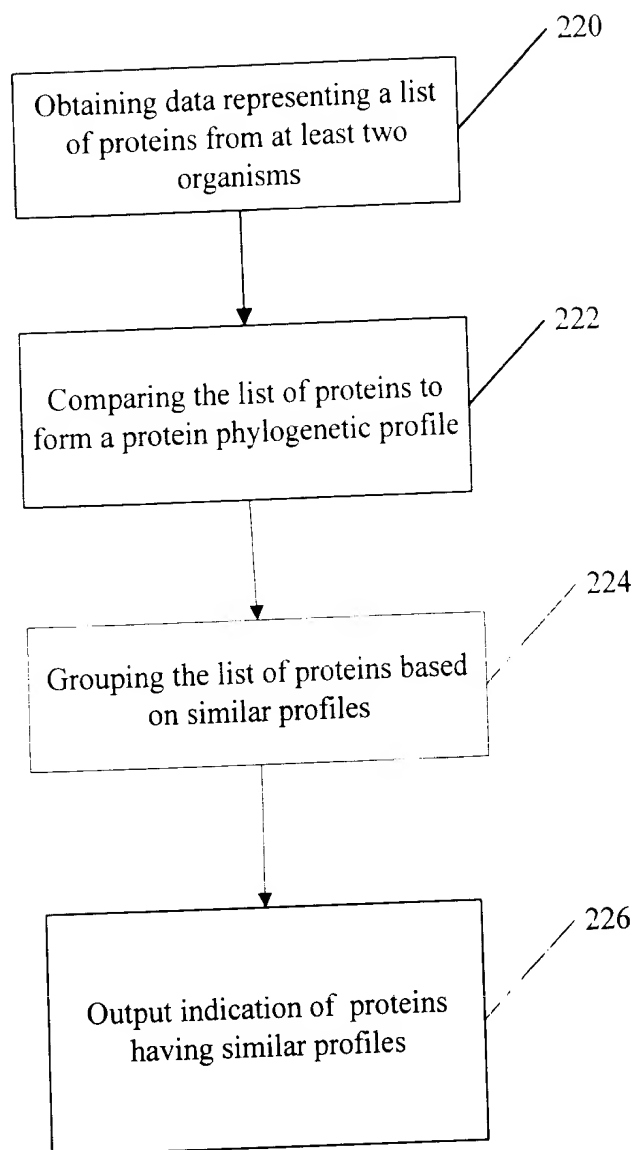 220
Obtaining data representing a list
of proteins from at least two
organisms
222
Comparing the list of proteins to
form a protein phylogenetic profile
224
Grouping the list of proteins based
on similar profiles
226
Output indication of proteins
having similar profiles